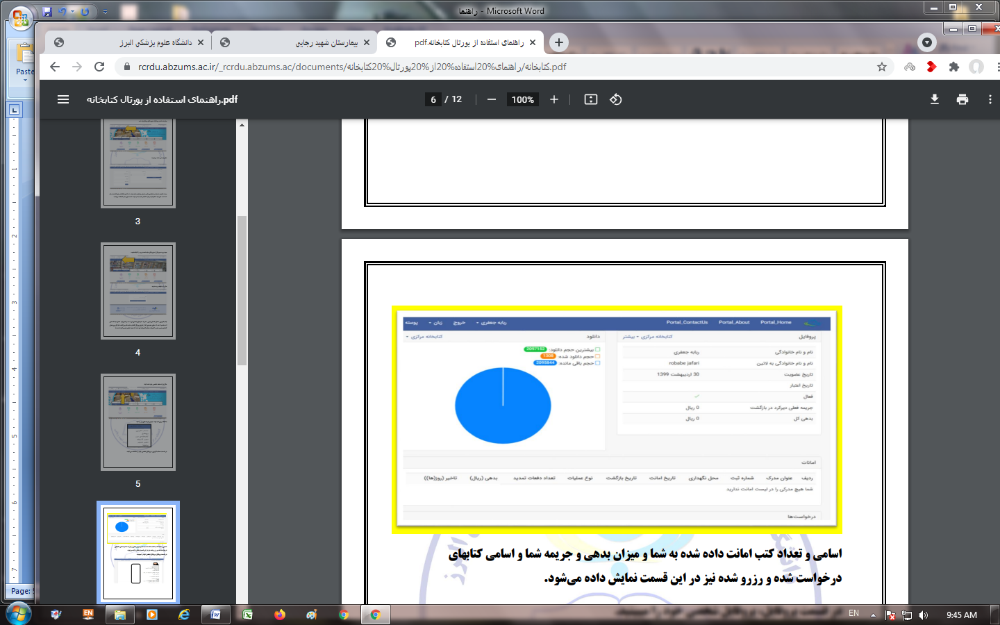 راهنما - Microsoft Word
دانشگاه علوم پزشکی البرز
بیمارستان شهید رجایی
راهنمای استفاده از پورتال کتابخانه.pdf
rcrdu.abzums.ac.ir/_rcrdu.abzums.ac/documents/کتابخانه/راهنمای%20استفاده%20از%20پورتال%20کتابخانه.pdf
Paste
راهنمای استفاده از پورتال کتابخانه.pdf
6 / 12
100%
3
4
5
Portal_Home Portal_About Portal_ContactUs
ربابه جعفری خروج زبان پوسته
پروفایل کتابخانه مرکزی بیشتر
نام و نام خانوادگی ربابه جعفری
نام و نام خانوادگی به لاتین robabe jafari
تاریخ عضویت 30 اردیبهشت 1399
تاریخ اعتبار
فعال
جریمه فعلی دیرکرد در بازگشت 0 ریال
بدهی کل 0 ریال
دانلود کتابخانه مرکزی
بیشترین حجم دانلود: 2097152
حجم دانلود شده: 1308
حجم باقی مانده: 2095844
امانات
ردیف عنوان مدرک شماره ثبت محل نگهداری تاریخ امانت تاریخ بازگشت نوع عملیات تعداد دفعات تمدید بدهی (ریال) تاخیر (روز(ها))
شما هیچ مدرکی را در لیست امانت ندارید
درخواست‌ها
اسامی و تعداد کتب امانت داده شده به شما و میزان بدهی و جریمه شما و اسامی کتابهای
درخواست شده و رزرو شده نیز در این قسمت نمایش داده می‌شود.
Page:
EN
EN
9:45 AM